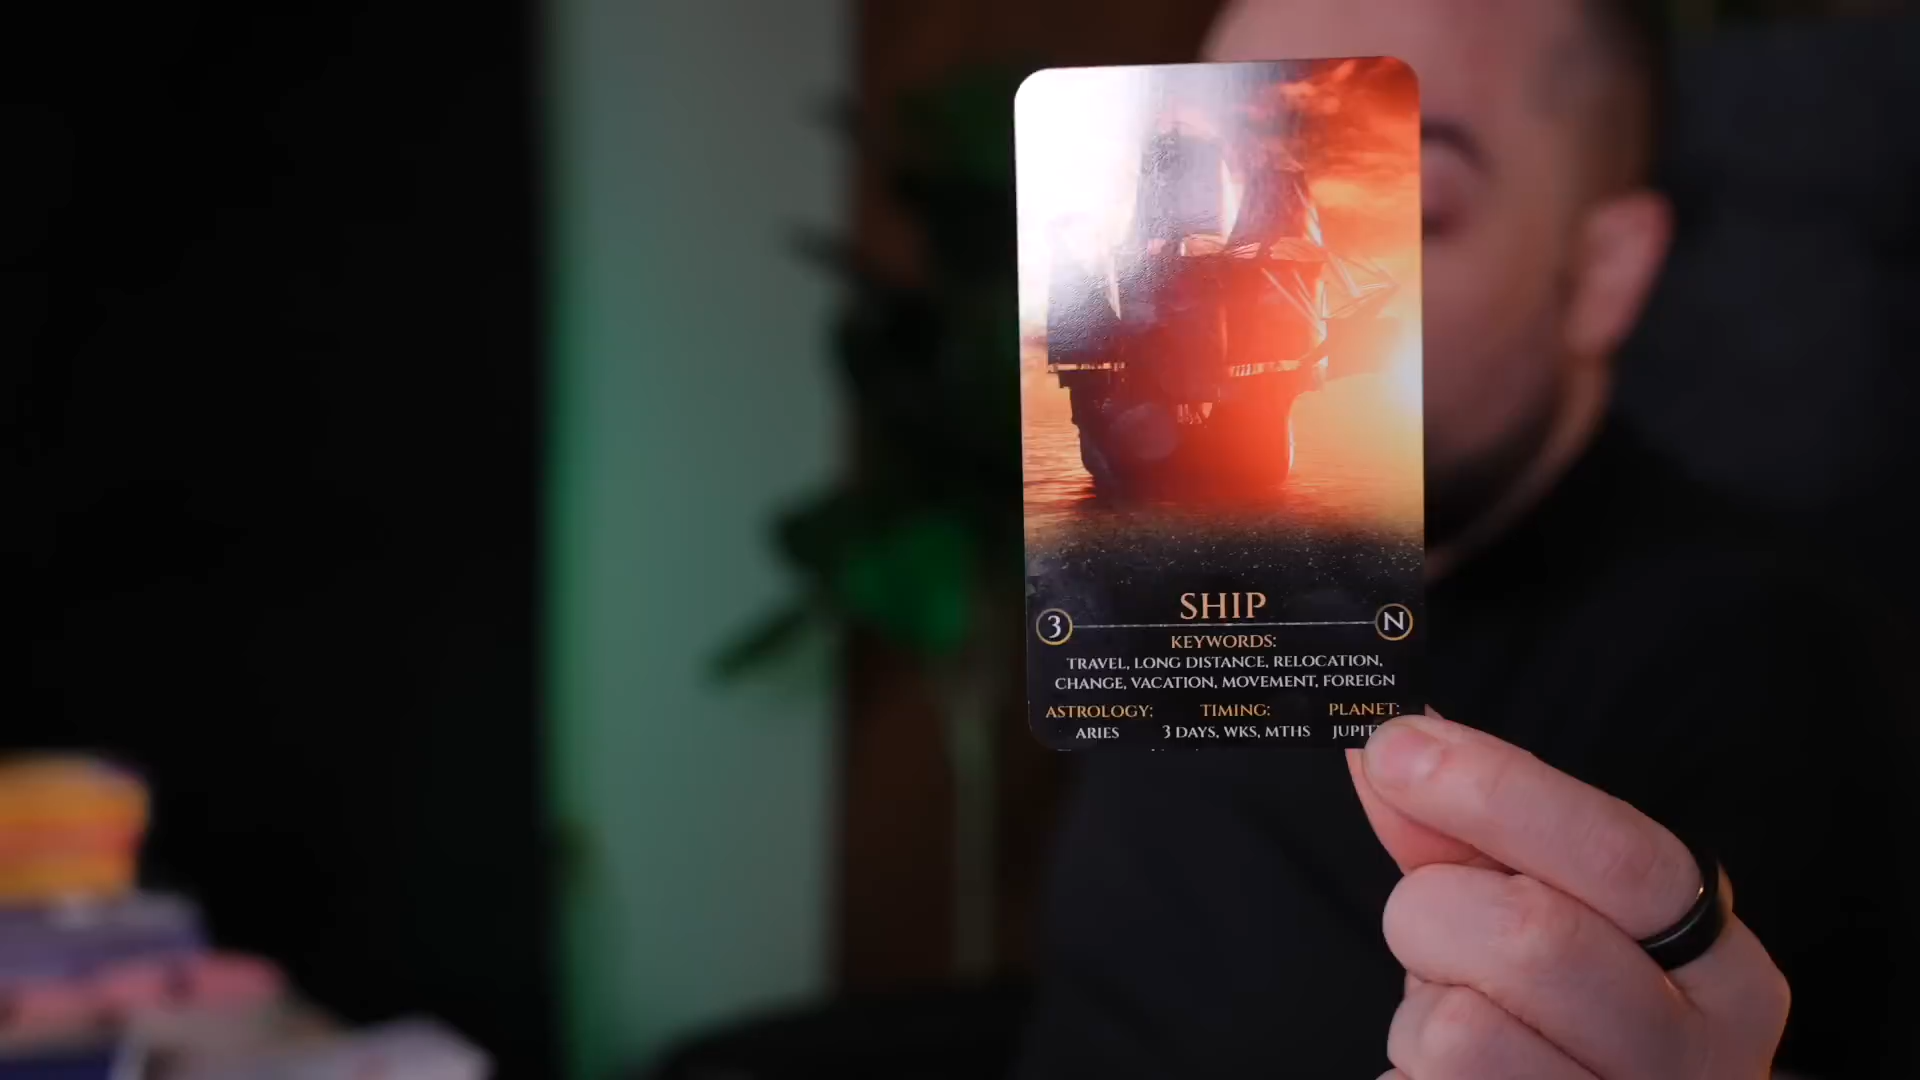 SHIP
3 N
KEYWORDS:
TRAVEL, LONG DISTANCE, RELOCATION,
CHANGE, VACATION, MOVEMENT, FOREIGN
ASTROLOGY: TIMING: PLANET:
ARIES 3 DAYS, WKS, MTHS